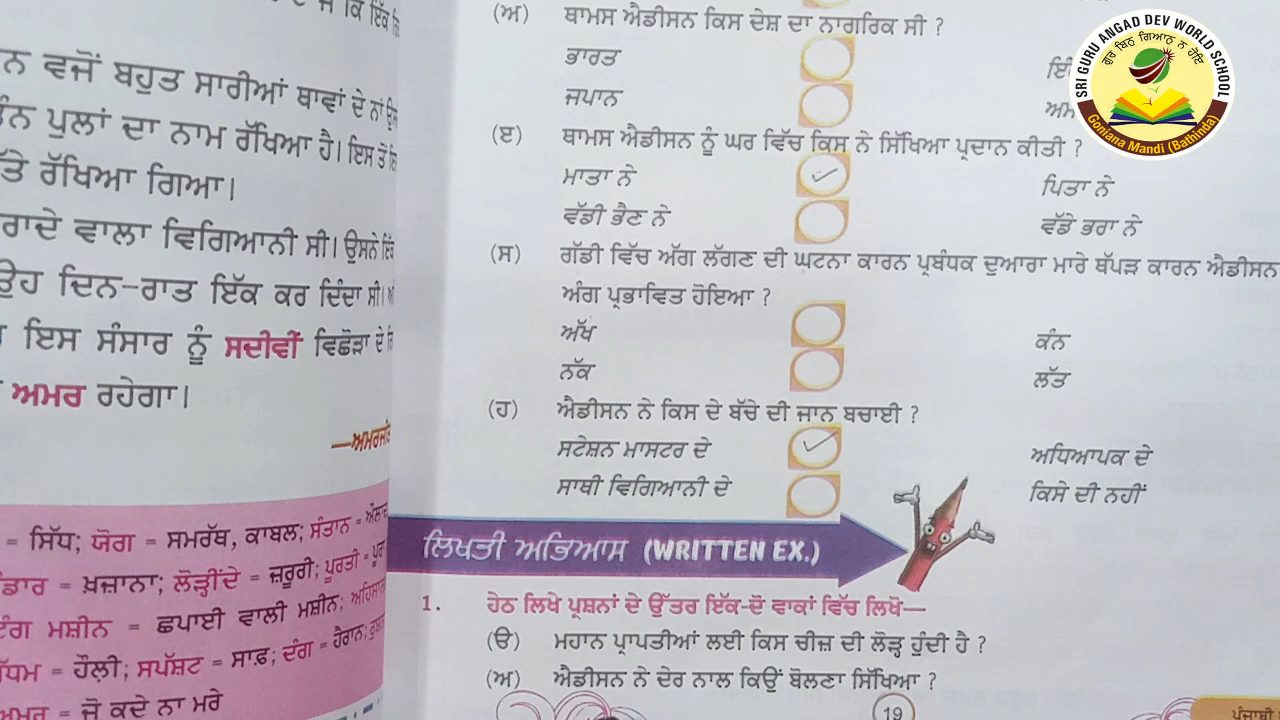 ਨ ਵਜੋਂ ਬਹੁਤ ਸਾਰੀਆਂ ਥਾਵਾਂ ਦੇ ਨਾਂ
ਪੁਲਾਂ ਦਾ ਨਾਮ ਰੱਖਿਆ ਹੈ। ਇਸ ਤੋਂ
ਤੇ ਰੱਖਿਆ ਗਿਆ।
ਰਾਦੇ ਵਾਲਾ ਵਿਗਿਆਨੀ ਸੀ। ਉਸਨੇ ਇੱਕ
ਉਹ ਦਿਨ-ਰਾਤ ਇੱਕ ਕਰ ਦਿੰਦਾ ਸੀ।
ਇਸ ਸੰਸਾਰ ਨੂੰ ਸਦੀਵੀਂ ਵਿਛੋੜਾ ਦੇ
ਅਮਰ ਰਹੇਗਾ।
= ਸਿੱਧ; ਯੋਗ = ਸਮਰੱਥ, ਕਾਬਲ; ਸੰਤਾਨ =
ਡਾਰ = ਖ਼ਜ਼ਾਨਾ; ਲੋੜੀਂਦੇ = ਜ਼ਰੂਰੀ; ਪੂਰਤੀ =
ਟਿੰਗ ਮਸ਼ੀਨ = ਛਪਾਈ ਵਾਲੀ ਮਸ਼ੀਨ;
ਧਮ = ਹੌਲੀ; ਸਪੱਸ਼ਟ = ਸਾਫ਼; ਦੰਗ = ਹੈਰਾਨ;
ਅਮਰ = ਜੋ ਕਦੇ ਨਾ ਮਰੇ
(ਅ) ਥਾਮਸ ਐਡੀਸਨ ਕਿਸ ਦੇਸ਼ ਦਾ ਨਾਗਰਿਕ ਸੀ ?
ਭਾਰਤ
ਜਪਾਨ
(ੲ) ਥਾਮਸ ਐਡੀਸਨ ਨੂੰ ਘਰ ਵਿੱਚ ਕਿਸ ਨੇ ਸਿੱਖਿਆ ਪ੍ਰਦਾਨ ਕੀਤੀ ?
ਮਾਤਾ ਨੇ ✓ ਪਿਤਾ ਨੇ
ਵੱਡੀ ਭੈਣ ਨੇ ਵੱਡੇ ਭਰਾ ਨੇ
(ਸ) ਗੱਡੀ ਵਿੱਚ ਅੱਗ ਲੱਗਣ ਦੀ ਘਟਨਾ ਕਾਰਨ ਪ੍ਰਬੰਧਕ ਦੁਆਰਾ ਮਾਰੇ ਥੱਪੜ ਕਾਰਨ ਐਡੀਸਨ
ਅੰਗ ਪ੍ਰਭਾਵਿਤ ਹੋਇਆ ?
ਅੱਖ ਕੰਨ
ਨੱਕ ਲੱਤ
(ਹ) ਐਡੀਸਨ ਨੇ ਕਿਸ ਦੇ ਬੱਚੇ ਦੀ ਜਾਨ ਬਚਾਈ ?
ਸਟੇਸ਼ਨ ਮਾਸਟਰ ਦੇ ✓ ਅਧਿਆਪਕ ਦੇ
ਸਾਥੀ ਵਿਗਿਆਨੀ ਦੇ ਕਿਸੇ ਦੀ ਨਹੀਂ
ਲਿਖਤੀ ਅਭਿਆਸ (WRITTEN EX.)
1. ਹੇਠ ਲਿਖੇ ਪ੍ਰਸ਼ਨਾਂ ਦੇ ਉੱਤਰ ਇੱਕ-ਦੋ ਵਾਕਾਂ ਵਿੱਚ ਲਿਖੋ—
(ੳ) ਮਹਾਨ ਪ੍ਰਾਪਤੀਆਂ ਲਈ ਕਿਸ ਚੀਜ਼ ਦੀ ਲੋੜ ਹੁੰਦੀ ਹੈ ?
(ਅ) ਐਡੀਸਨ ਨੇ ਦੇਰ ਨਾਲ ਕਿਉਂ ਬੋਲਣਾ ਸਿੱਖਿਆ ?
19
SRI GURU ANGAD DEV WORLD SCHOOL
ਗੁਰ ਬਿਨੁ ਗਿਆਨੁ ਨ ਹੋਇ
Goniana Mandi (Bathinda)